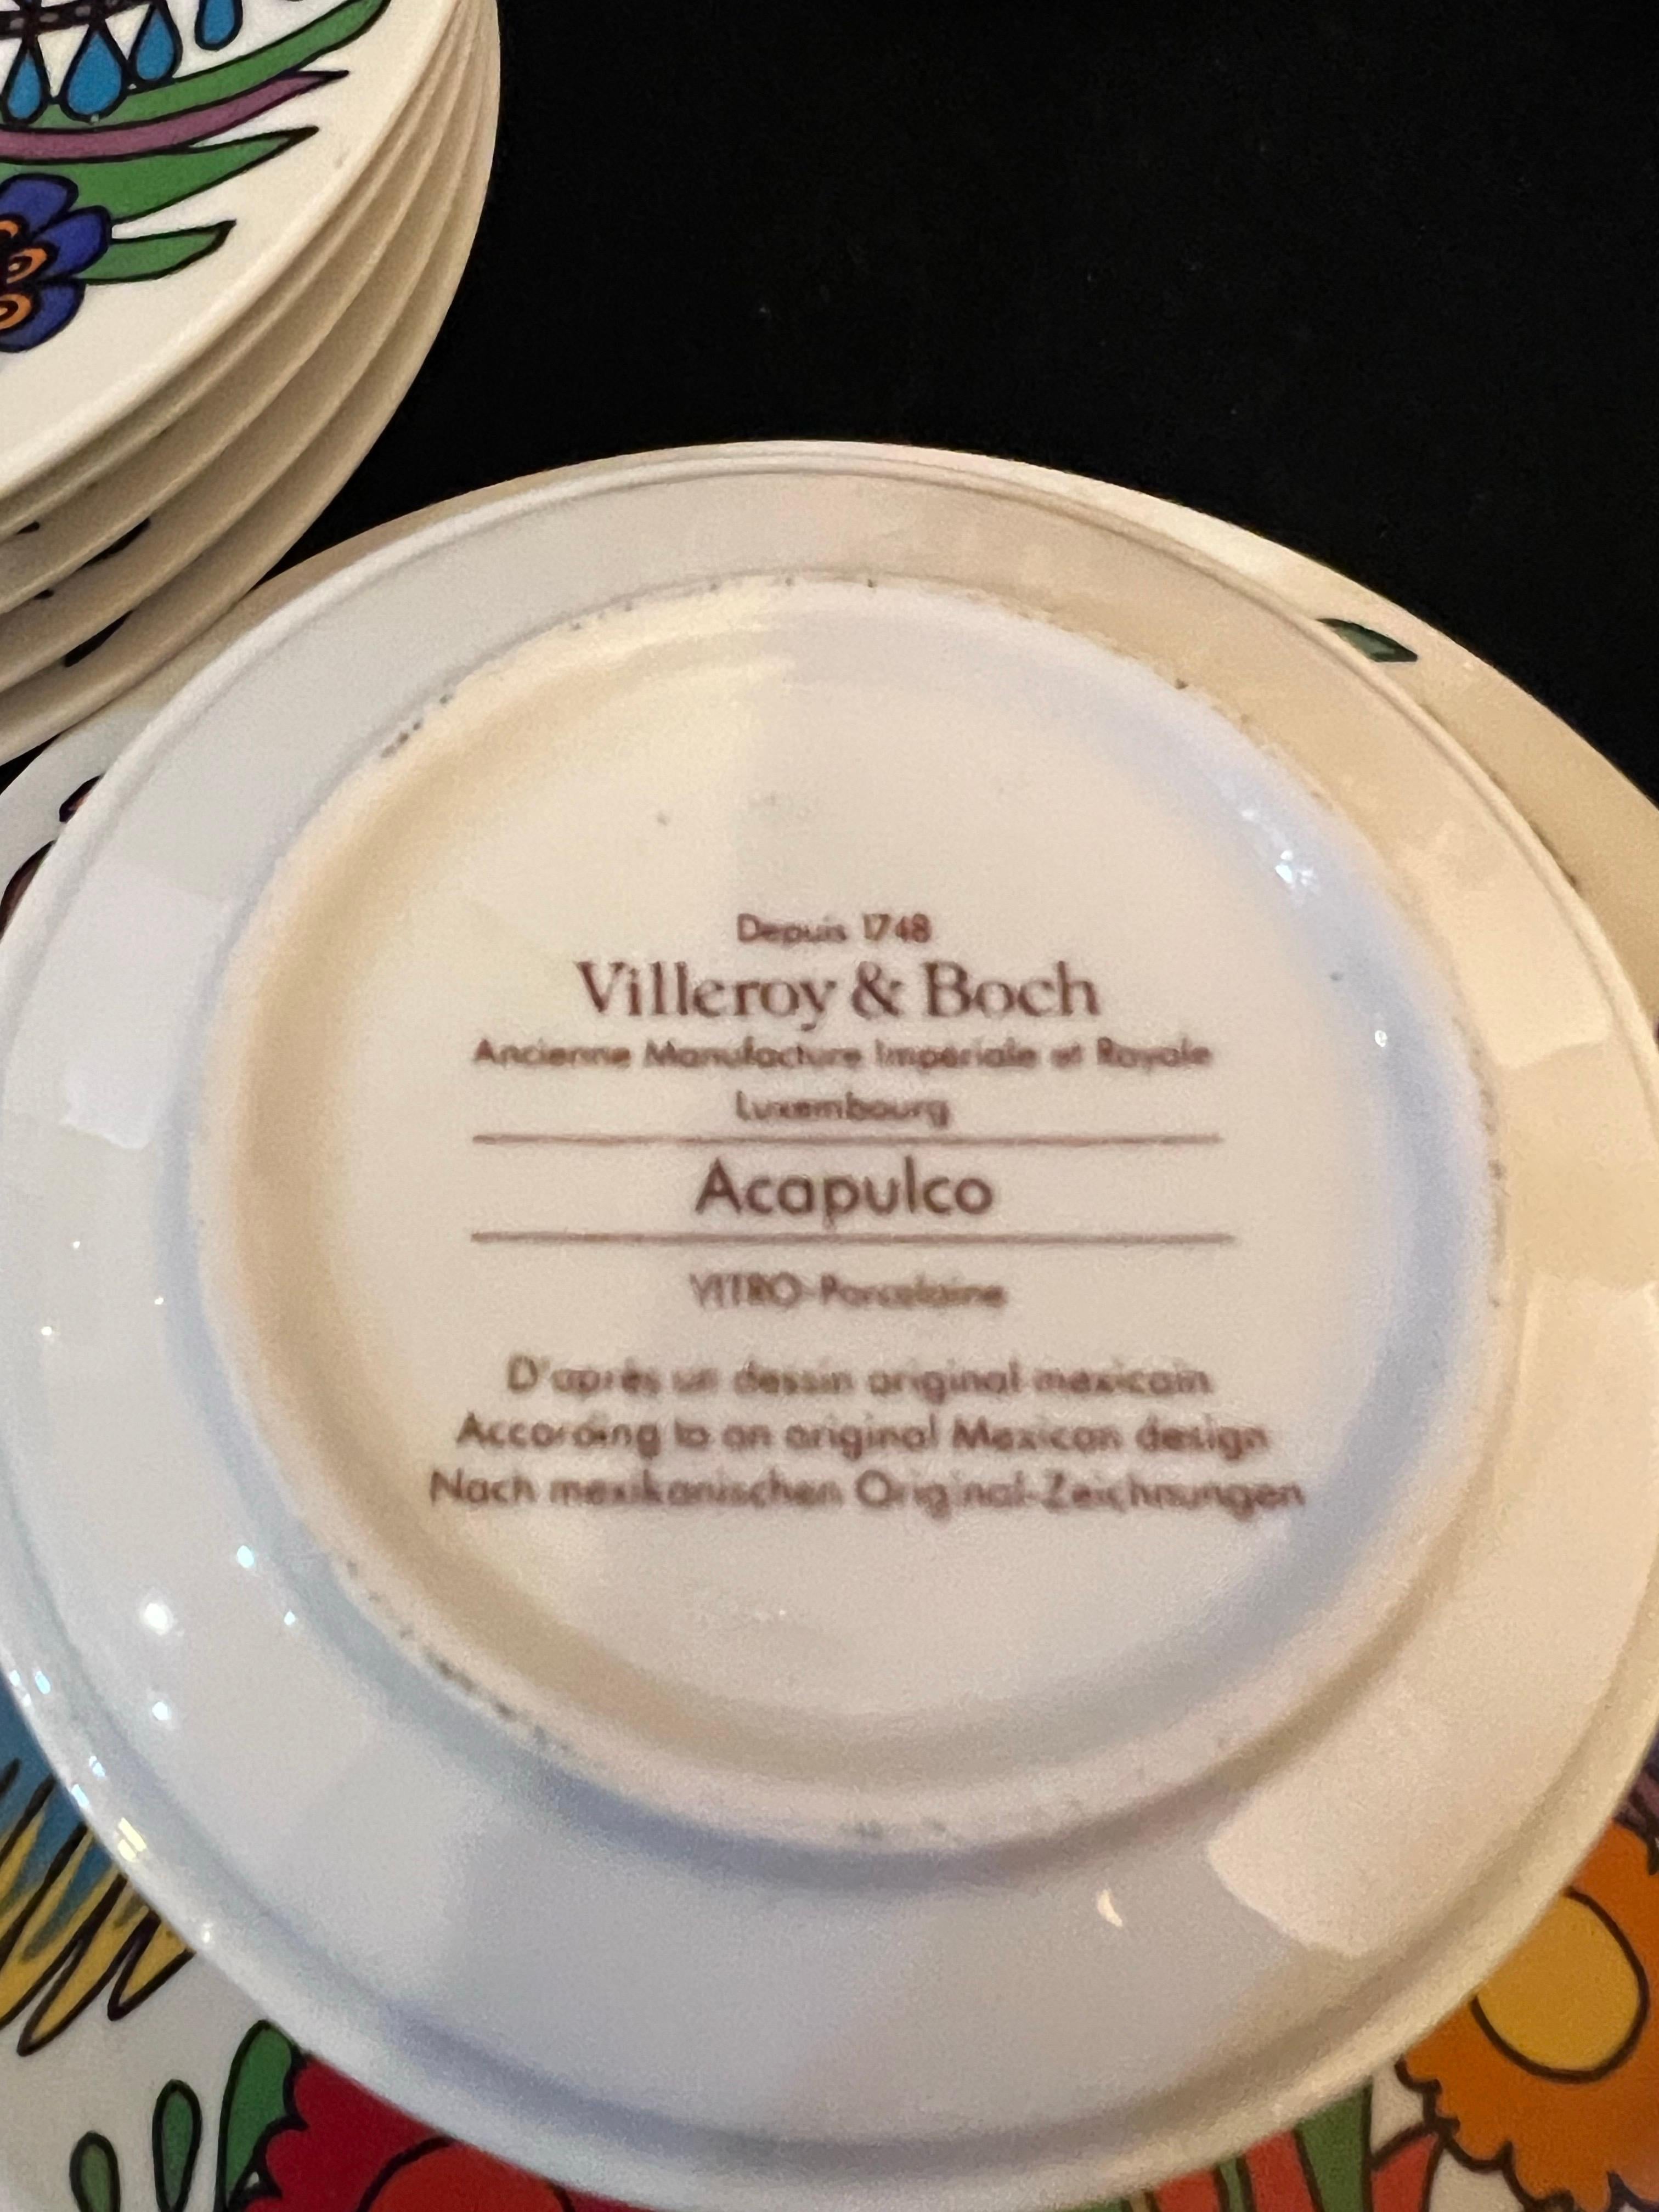 Depuis 1748
Villeroy & Boch
Ancienne Manufacture Impériale et Royale
Luxembourg
Acapulco
VITRO-Porcelaine
D'après un dessin original mexicain
According to an original Mexican design
Nach mexikanischen Original-Zeichnungen